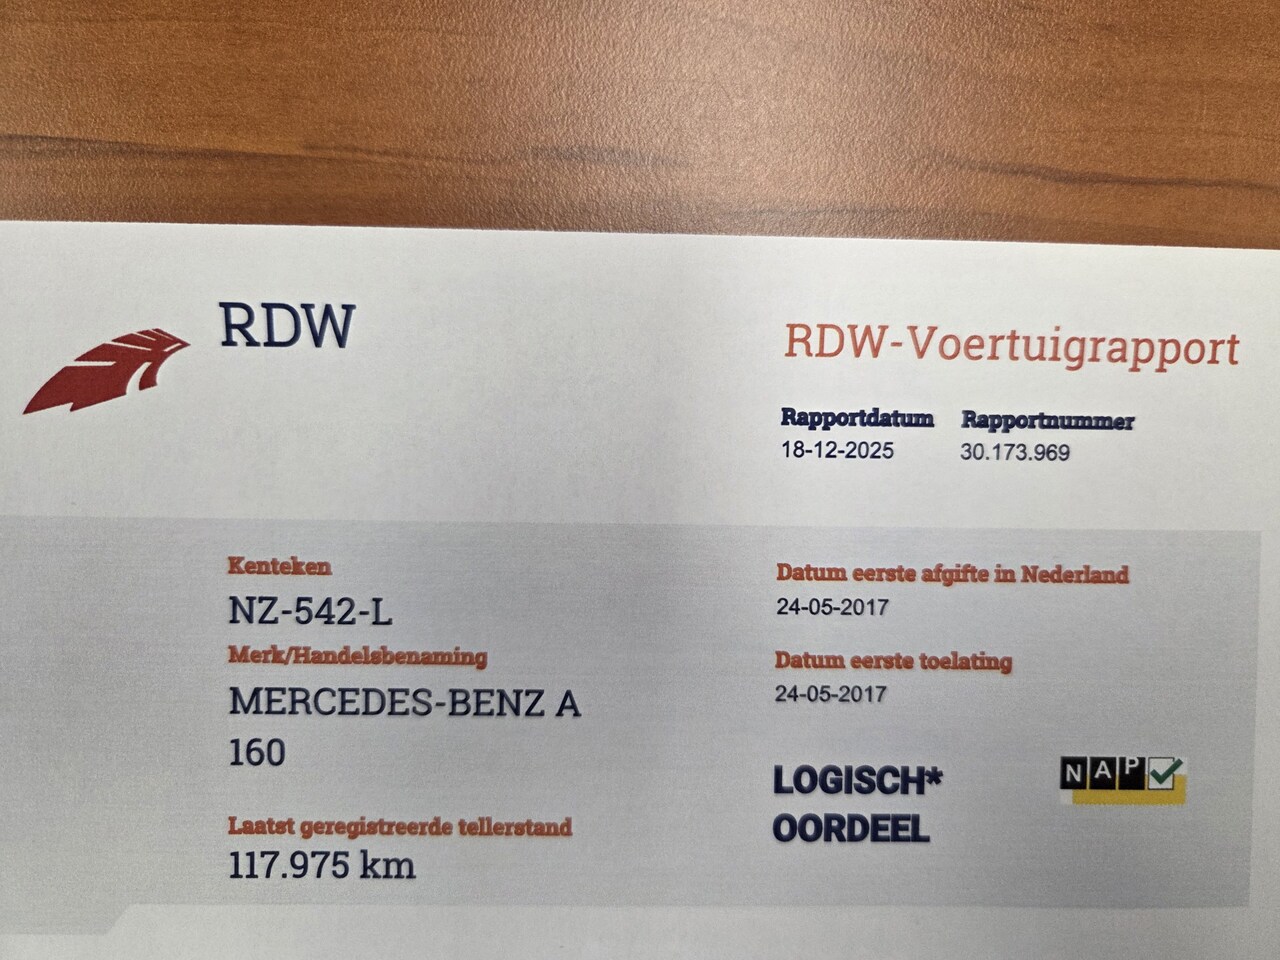 RDW
RDW-Voertuigrapport
Rapportdatum Rapportnummer
18-12-2025 30.173.969
Kenteken
NZ-542-L
Merk/Handelsbenaming
MERCEDES-BENZ A
160
Laatst geregistreerde tellerstand
117.975 km
Datum eerste afgifte in Nederland
24-05-2017
Datum eerste toelating
24-05-2017
LOGISCH*
OORDEEL
NAP